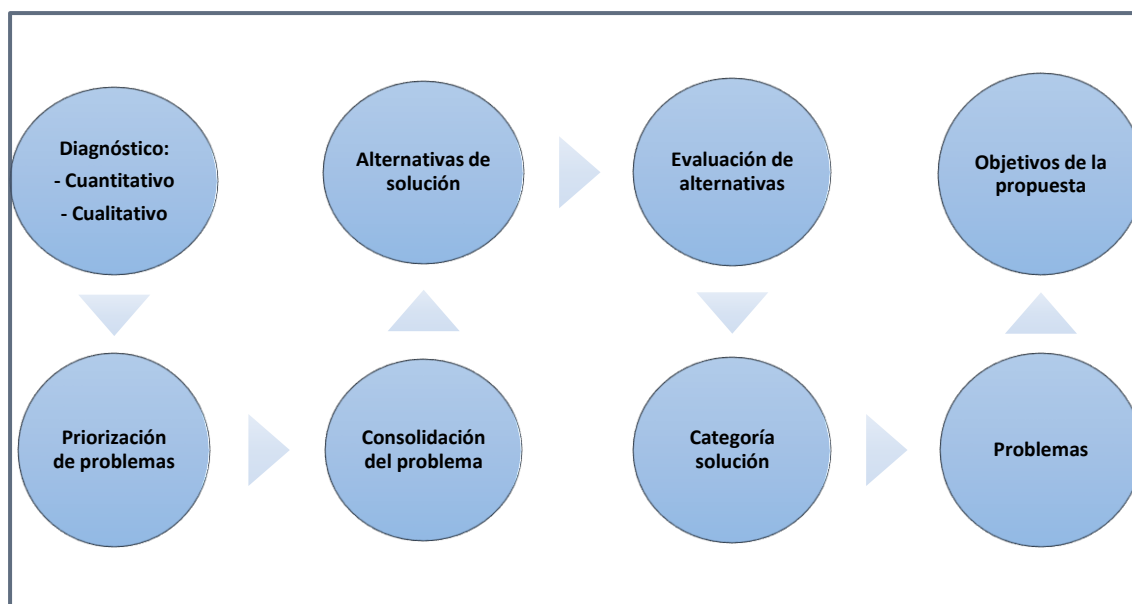 Diagnóstico:
- Cuantitativo
- Cualitativo
Priorización
de problemas
Consolidación
del problema
Alternativas de
solución
Evaluación de
alternativas
Categoría
solución
Problemas
Objetivos de la
propuesta